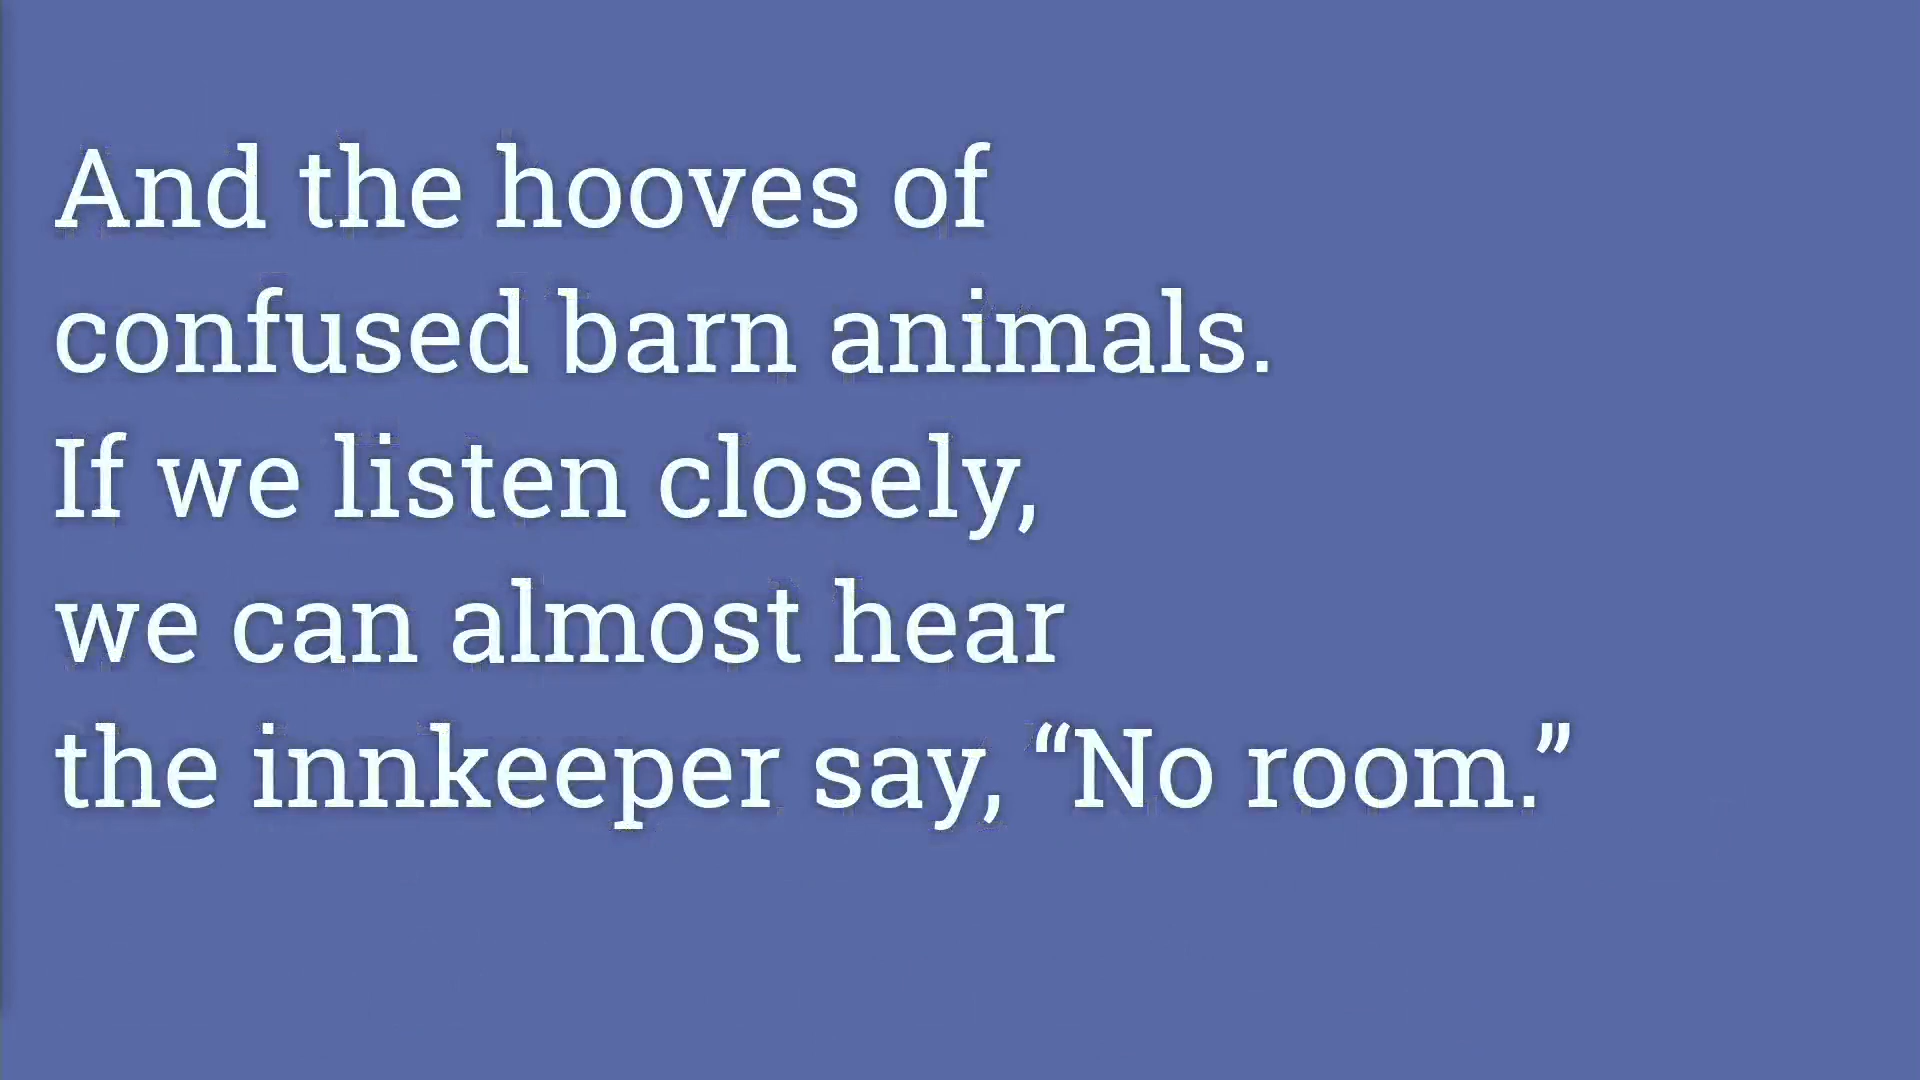 And the hooves of
confused barn animals.
If we listen closely,
we can almost hear
the innkeeper say, “No room.”